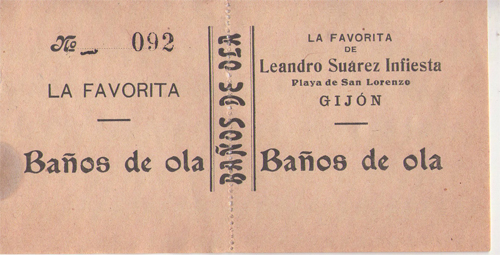 No 092
LA FAVORITA
Baños de ola
BAÑOS DE OLA
LA FAVORITA
DE
Leandro Suárez Infiesta
Playa de San Lorenzo
GIJÓN
Baños de ola